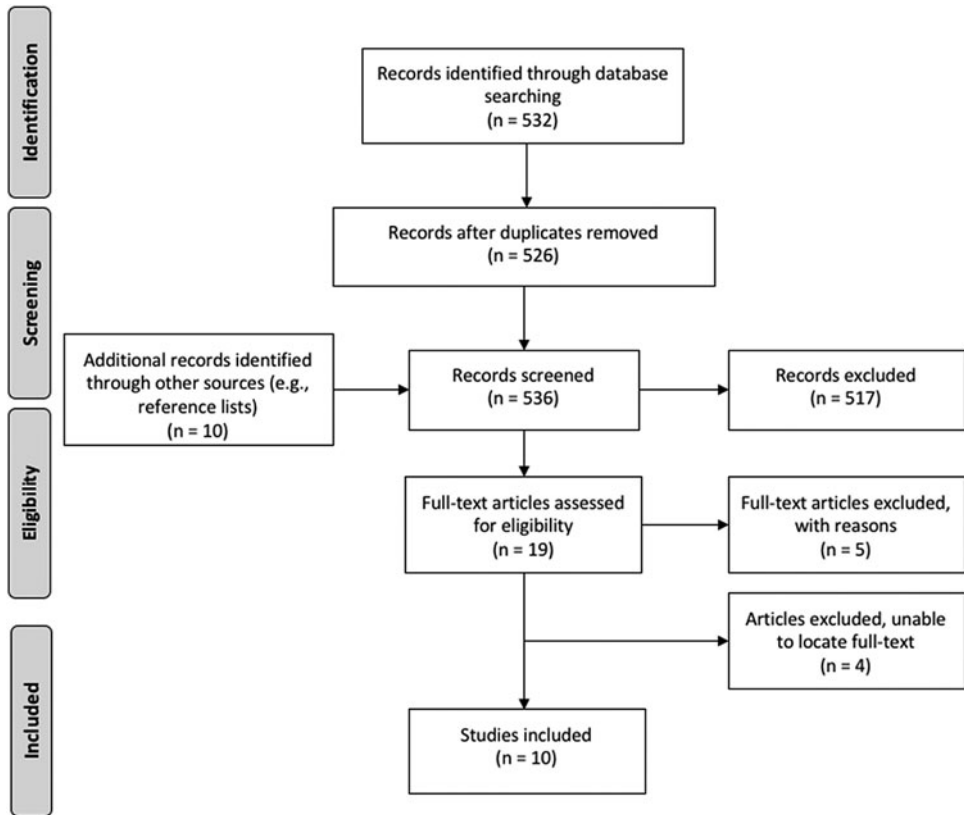 Identification
Records identified through database
searching
(n = 532)
Screening
Records after duplicates removed
(n = 526)
Additional records identified
through other sources (e.g.,
reference lists)
(n = 10)
Records screened
(n = 536)
Records excluded
(n = 517)
Eligibility
Full-text articles assessed
for eligibility
(n = 19)
Full-text articles excluded,
with reasons
(n = 5)
Articles excluded, unable
to locate full-text
(n = 4)
Included
Studies included
(n = 10)